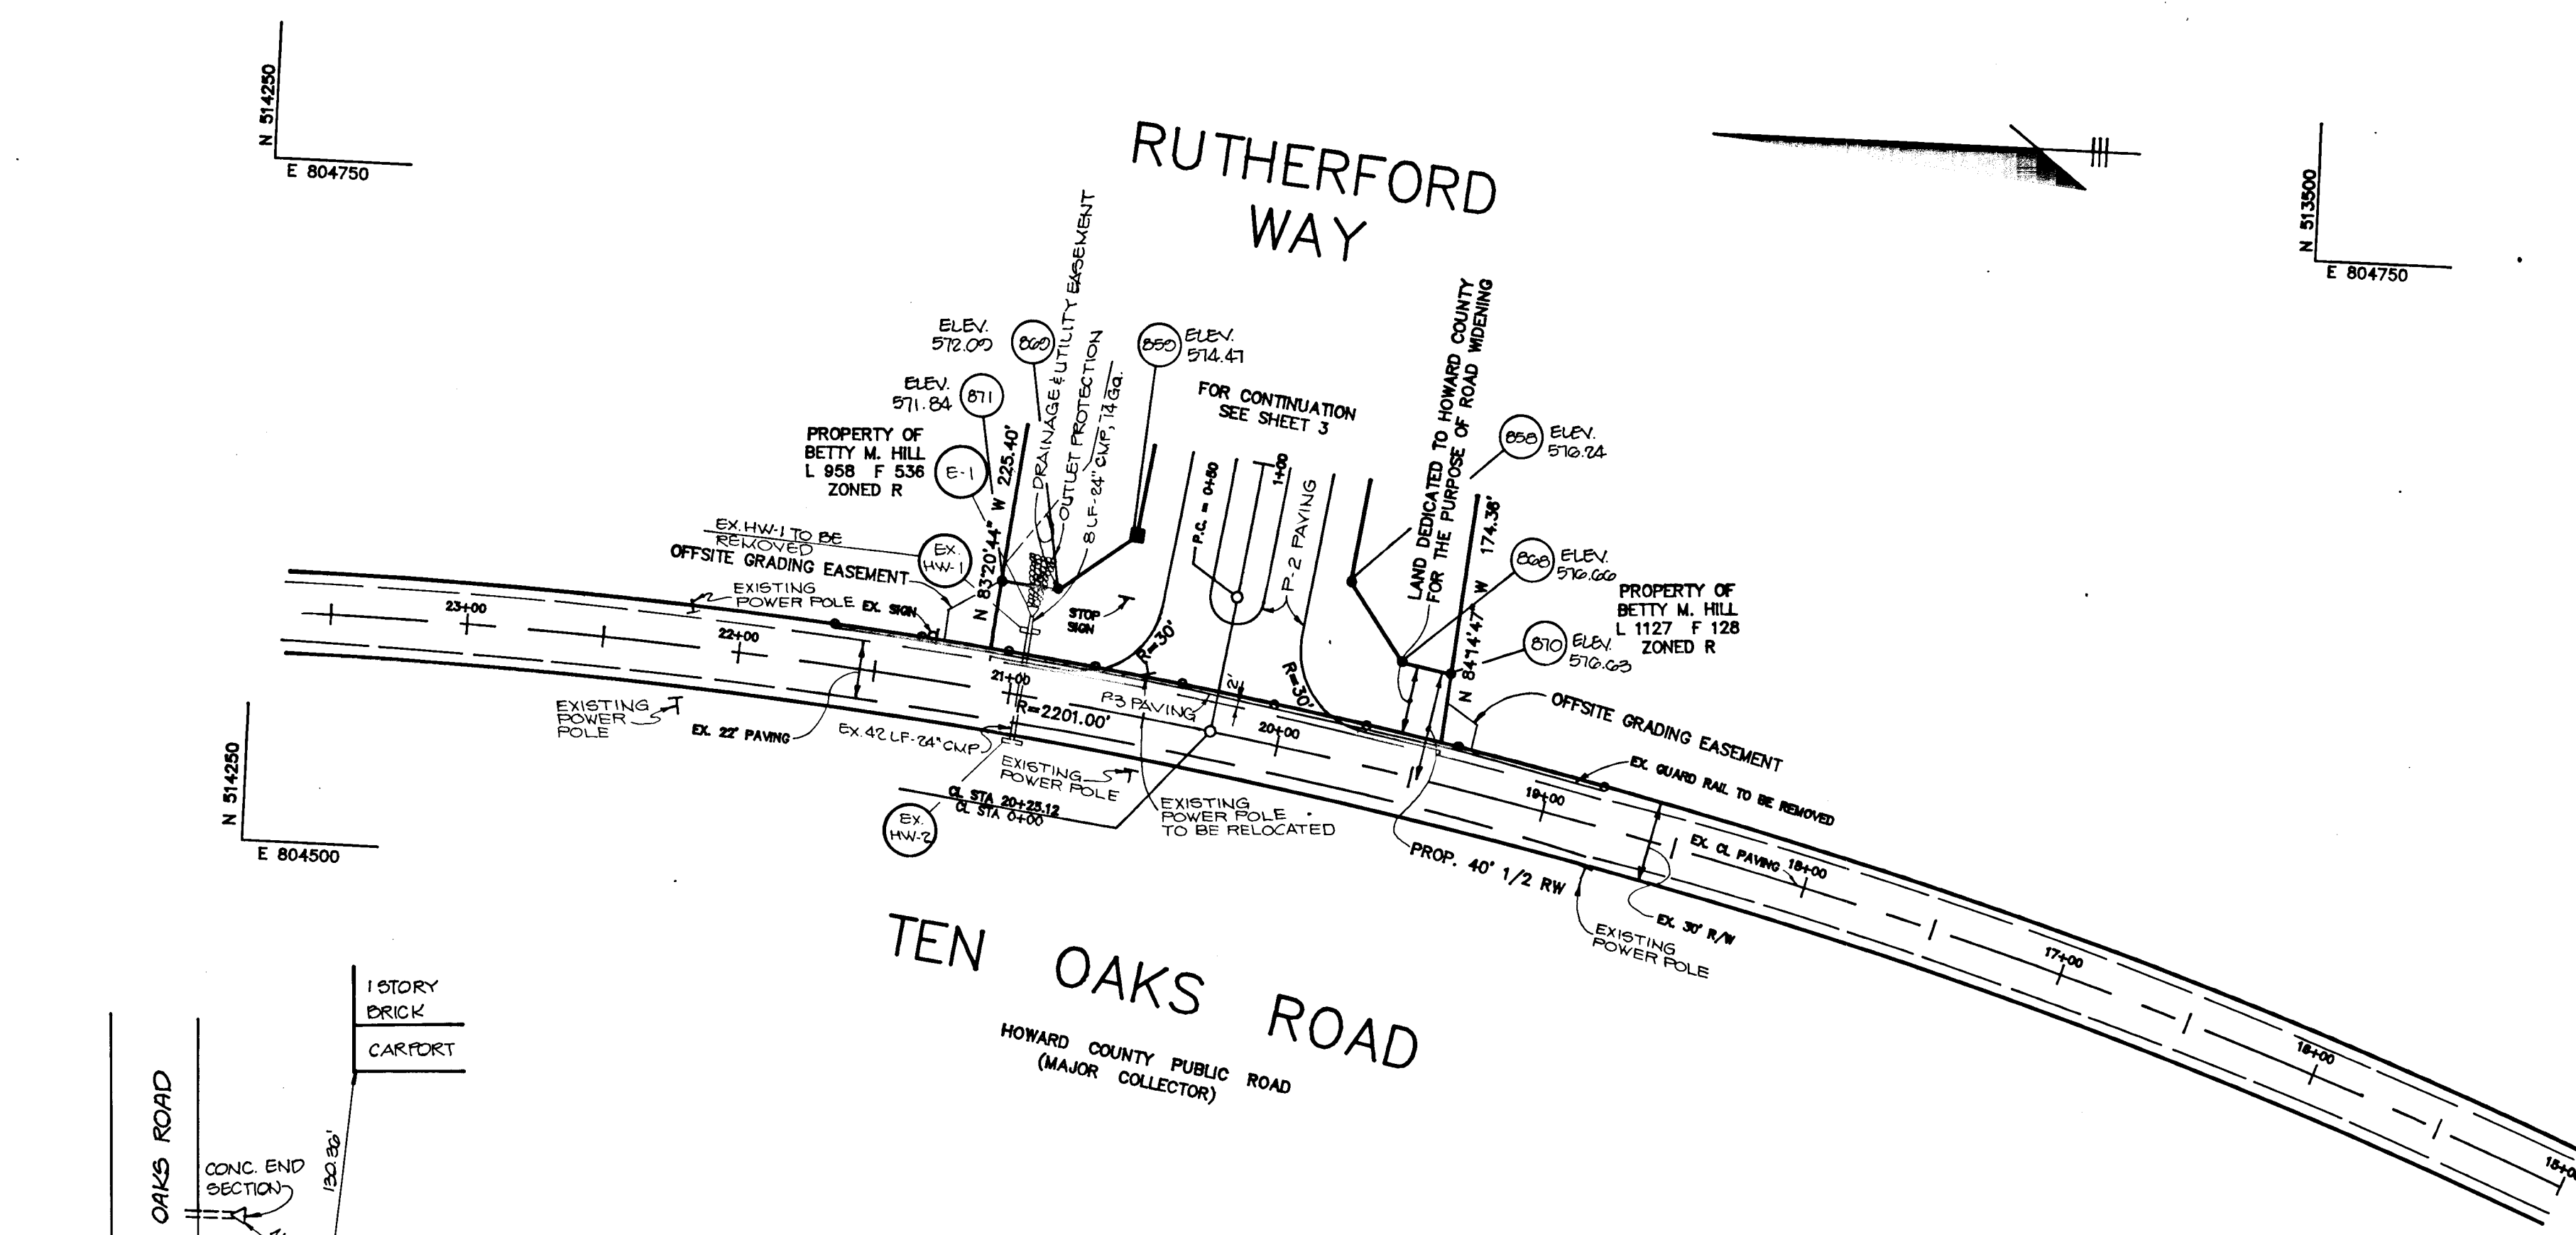 N 514250
E 804750
RUTHERFORD
WAY
N 513500
E 804750
ELEV.
572.09
869
DRAINAGE & UTILITY EASEMENT
OUTLET PROTECTION
8 LF-24" CMP, 14 Ga.
859
ELEV.
574.47
ELEV.
571.84
871
FOR CONTINUATION
SEE SHEET 3
LAND DEDICATED TO HOWARD COUNTY
FOR THE PURPOSE OF ROAD WIDENING
858
ELEV.
576.24
PROPERTY OF
BETTY M. HILL
L 958 F 536
ZONED R
E-1
N 83°20'44" W 225.40'
P.C. = 0+50
1+00
P-2 PAVING
N 84°14'47" W 174.38'
868
ELEV.
576.66
PROPERTY OF
BETTY M. HILL
L 1127 F 128
ZONED R
870
ELEV.
576.63
EX. HW-1 TO BE
REMOVED
EX.
HW-1
OFFSITE GRADING EASEMENT
EXISTING
POWER POLE
EX. SIGN
STOP
SIGN
R=30'
R=30'
23+00
22+00
21+00
R=2201.00'
P-3 PAVING
2'
20+00
OFFSITE GRADING EASEMENT
EX. GUARD RAIL TO BE REMOVED
EXISTING
POWER
POLE
EX. 22' PAVING
EX. 42 LF-24" CMP
EXISTING
POWER POLE
CL STA 20+25.12
CL STA 0+00
EX.
HW-2
EXISTING
POWER POLE
TO BE RELOCATED
19+00
PROP. 40' 1/2 RW
EX. CL PAVING
18+00
EX. 30' R/W
EXISTING
POWER POLE
17+00
16+00
N 514250
E 804500
TEN OAKS ROAD
HOWARD COUNTY PUBLIC ROAD
(MAJOR COLLECTOR)
1 STORY
BRICK
CARPORT
OAKS ROAD
CONC. END
SECTION
130.36'